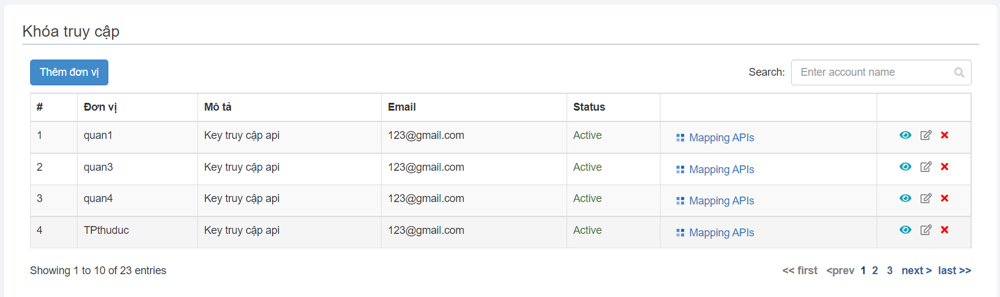 Khóa truy cập
Thêm đơn vị Search: Enter account name
# Đơn vị Mô tả Email Status
1 quan1 Key truy cập api 123@gmail.com Active Mapping APIs
2 quan3 Key truy cập api 123@gmail.com Active Mapping APIs
3 quan4 Key truy cập api 123@gmail.com Active Mapping APIs
4 TPthuduc Key truy cập api 123@gmail.com Active Mapping APIs
Showing 1 to 10 of 23 entries << first <prev 1 2 3 next > last >>